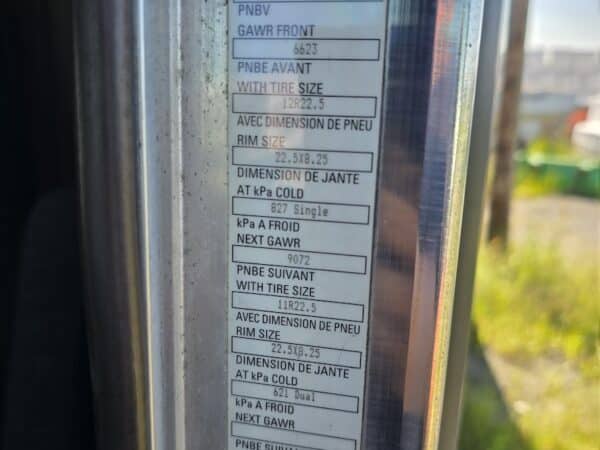 PNBV
GAWR FRONT
6623
PNBE AVANT
WITH TIRE SIZE
12R22.5
AVEC DIMENSION DE PNEU
RIM SIZE
22.5X8.25
DIMENSION DE JANTE
AT kPa COLD
827 Single
kPa A FROID
NEXT GAWR
9072
PNBE SUIVANT
WITH TIRE SIZE
11R22.5
AVEC DIMENSION DE PNEU
RIM SIZE
22.5X8.25
DIMENSION DE JANTE
AT kPa COLD
621 Dual
kPa A FROID
NEXT GAWR
PNBE SUIVANT